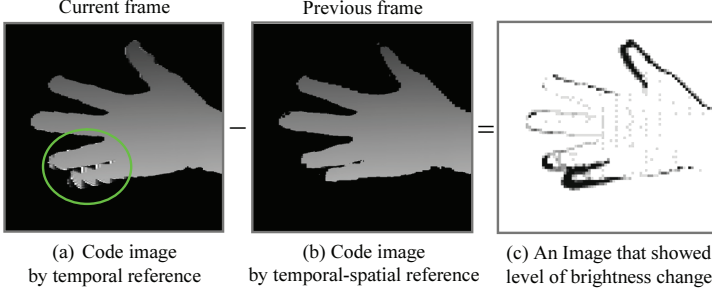 Current frame
Previous frame
−
=
(a) Code image
by temporal reference
(b) Code image
by temporal-spatial reference
(c) An Image that showed
level of brightness change